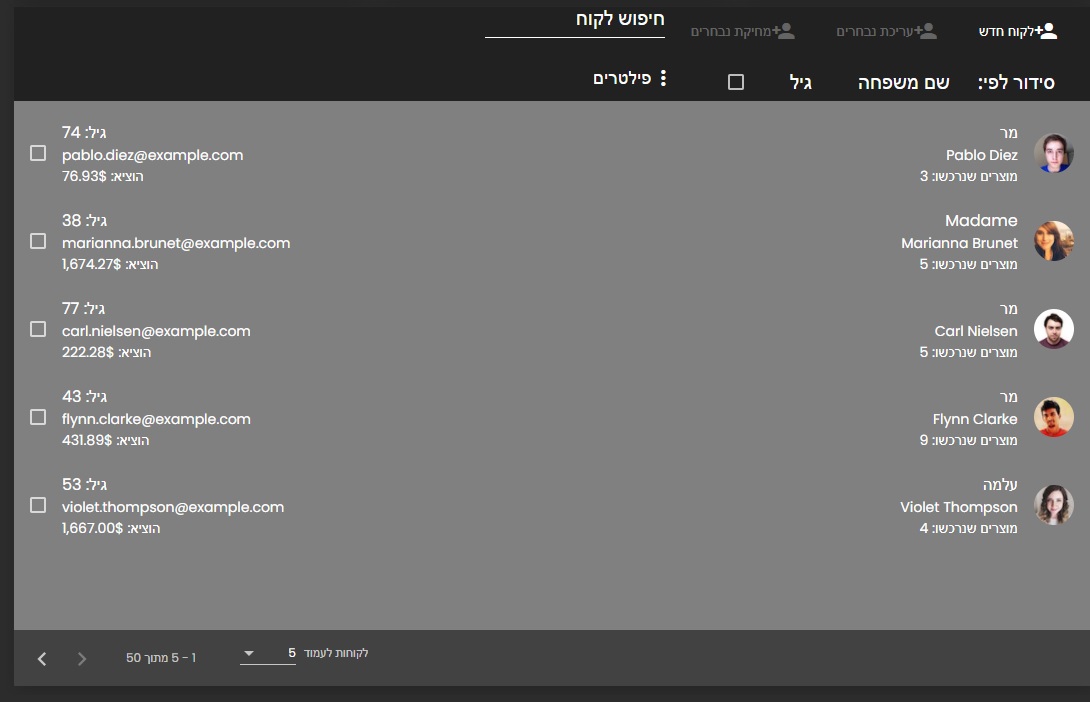 לקוח חדש
עריכת נבחרים
מחיקת נבחרים
חיפוש לקוח
סידור לפי:
שם משפחה
גיל
פילטרים
מר
Pablo Diez
מוצרים שנרכשו: 3
גיל: 74
pablo.diez@example.com
הוציא: 76.93$
Madame
Marianna Brunet
מוצרים שנרכשו: 5
גיל: 38
marianna.brunet@example.com
הוציא: 1,674.27$
מר
Carl Nielsen
מוצרים שנרכשו: 5
גיל: 77
carl.nielsen@example.com
הוציא: 222.28$
מר
Flynn Clarke
מוצרים שנרכשו: 9
גיל: 43
flynn.clarke@example.com
הוציא: 431.89$
עלמה
Violet Thompson
מוצרים שנרכשו: 4
גיל: 53
violet.thompson@example.com
הוציא: 1,667.00$
לקוחות לעמוד 5
1 – 5 מתוך 50